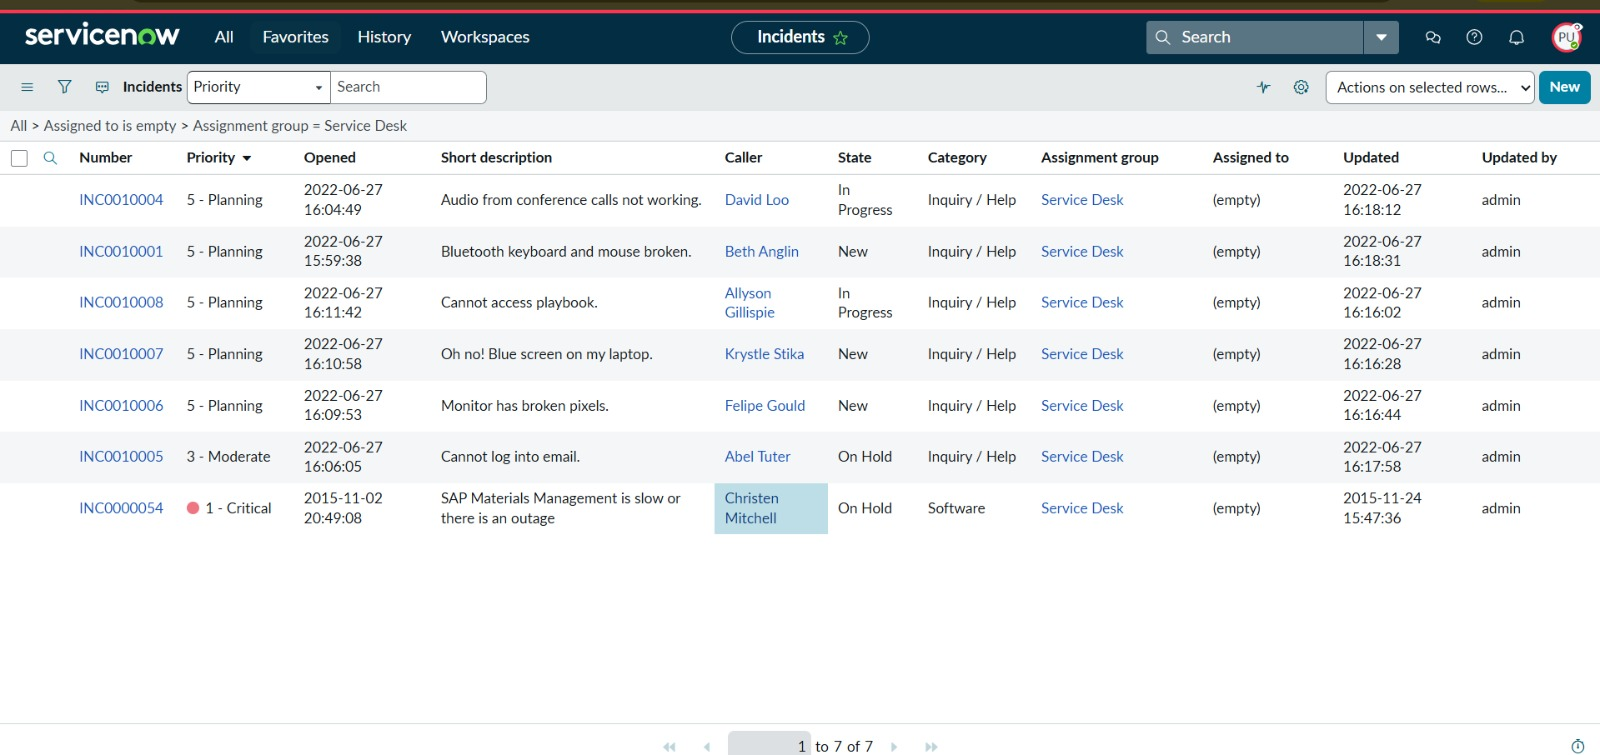 servicenow All Favorites History Workspaces Incidents Search PU
Incidents Priority Search Actions on selected rows... New
All > Assigned to is empty > Assignment group = Service Desk
Number Priority Opened Short description Caller State Category Assignment group Assigned to Updated Updated by
INC0010004 5 - Planning 2022-06-27 16:04:49 Audio from conference calls not working. David Loo In Progress Inquiry / Help Service Desk (empty) 2022-06-27 16:18:12 admin
INC0010001 5 - Planning 2022-06-27 15:59:38 Bluetooth keyboard and mouse broken. Beth Anglin New Inquiry / Help Service Desk (empty) 2022-06-27 16:18:31 admin
INC0010008 5 - Planning 2022-06-27 16:11:42 Cannot access playbook. Allyson Gillispie In Progress Inquiry / Help Service Desk (empty) 2022-06-27 16:16:02 admin
INC0010007 5 - Planning 2022-06-27 16:10:58 Oh no! Blue screen on my laptop. Krystle Stika New Inquiry / Help Service Desk (empty) 2022-06-27 16:16:28 admin
INC0010006 5 - Planning 2022-06-27 16:09:53 Monitor has broken pixels. Felipe Gould New Inquiry / Help Service Desk (empty) 2022-06-27 16:16:44 admin
INC0010005 3 - Moderate 2022-06-27 16:06:05 Cannot log into email. Abel Tuter On Hold Inquiry / Help Service Desk (empty) 2022-06-27 16:17:58 admin
INC0000054 1 - Critical 2015-11-02 20:49:08 SAP Materials Management is slow or there is an outage Christen Mitchell On Hold Software Service Desk (empty) 2015-11-24 15:47:36 admin
1 to 7 of 7